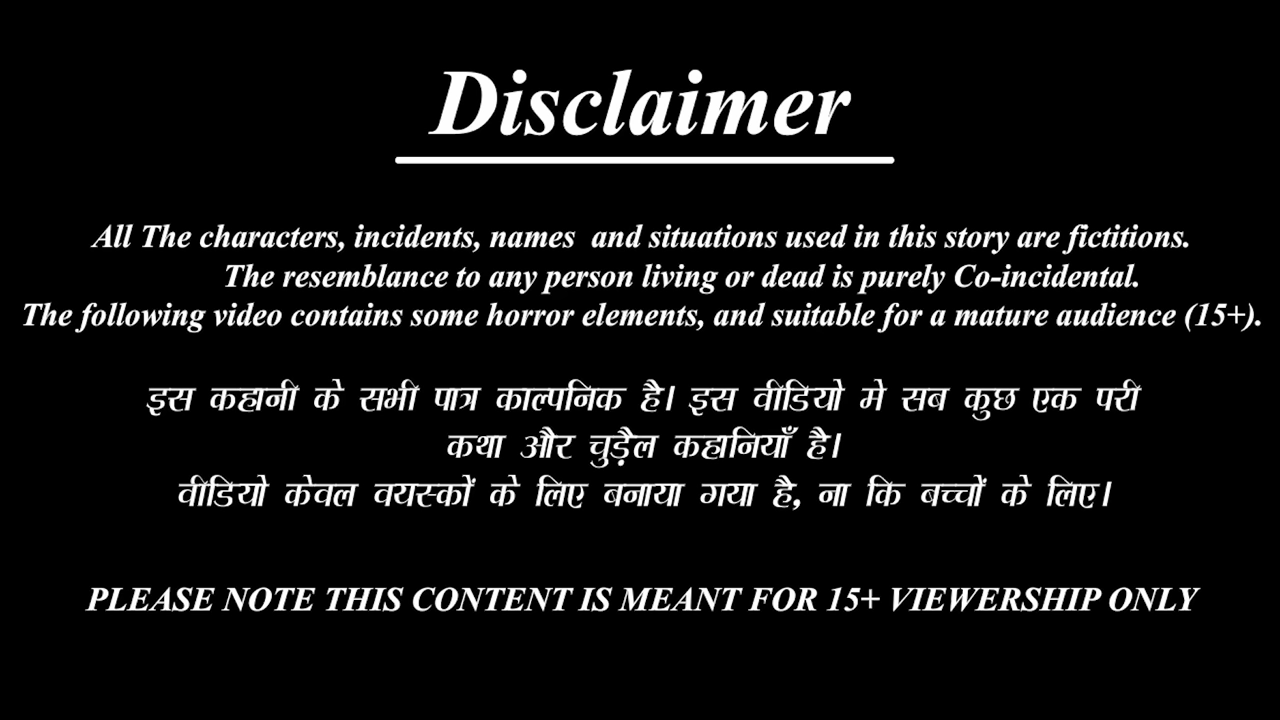 Disclaimer
All The characters, incidents, names and situations used in this story are fictitions.
The resemblance to any person living or dead is purely Co-incidental.
The following video contains some horror elements, and suitable for a mature audience (15+).
इस कहानी के सभी पात्र काल्पनिक है। इस वीडियो मे सब कुछ एक परी
कथा और चुड़ैल कहानियाँ है।
वीडियो केवल वयस्कों के लिए बनाया गया है, ना कि बच्चों के लिए।
PLEASE NOTE THIS CONTENT IS MEANT FOR 15+ VIEWERSHIP ONLY